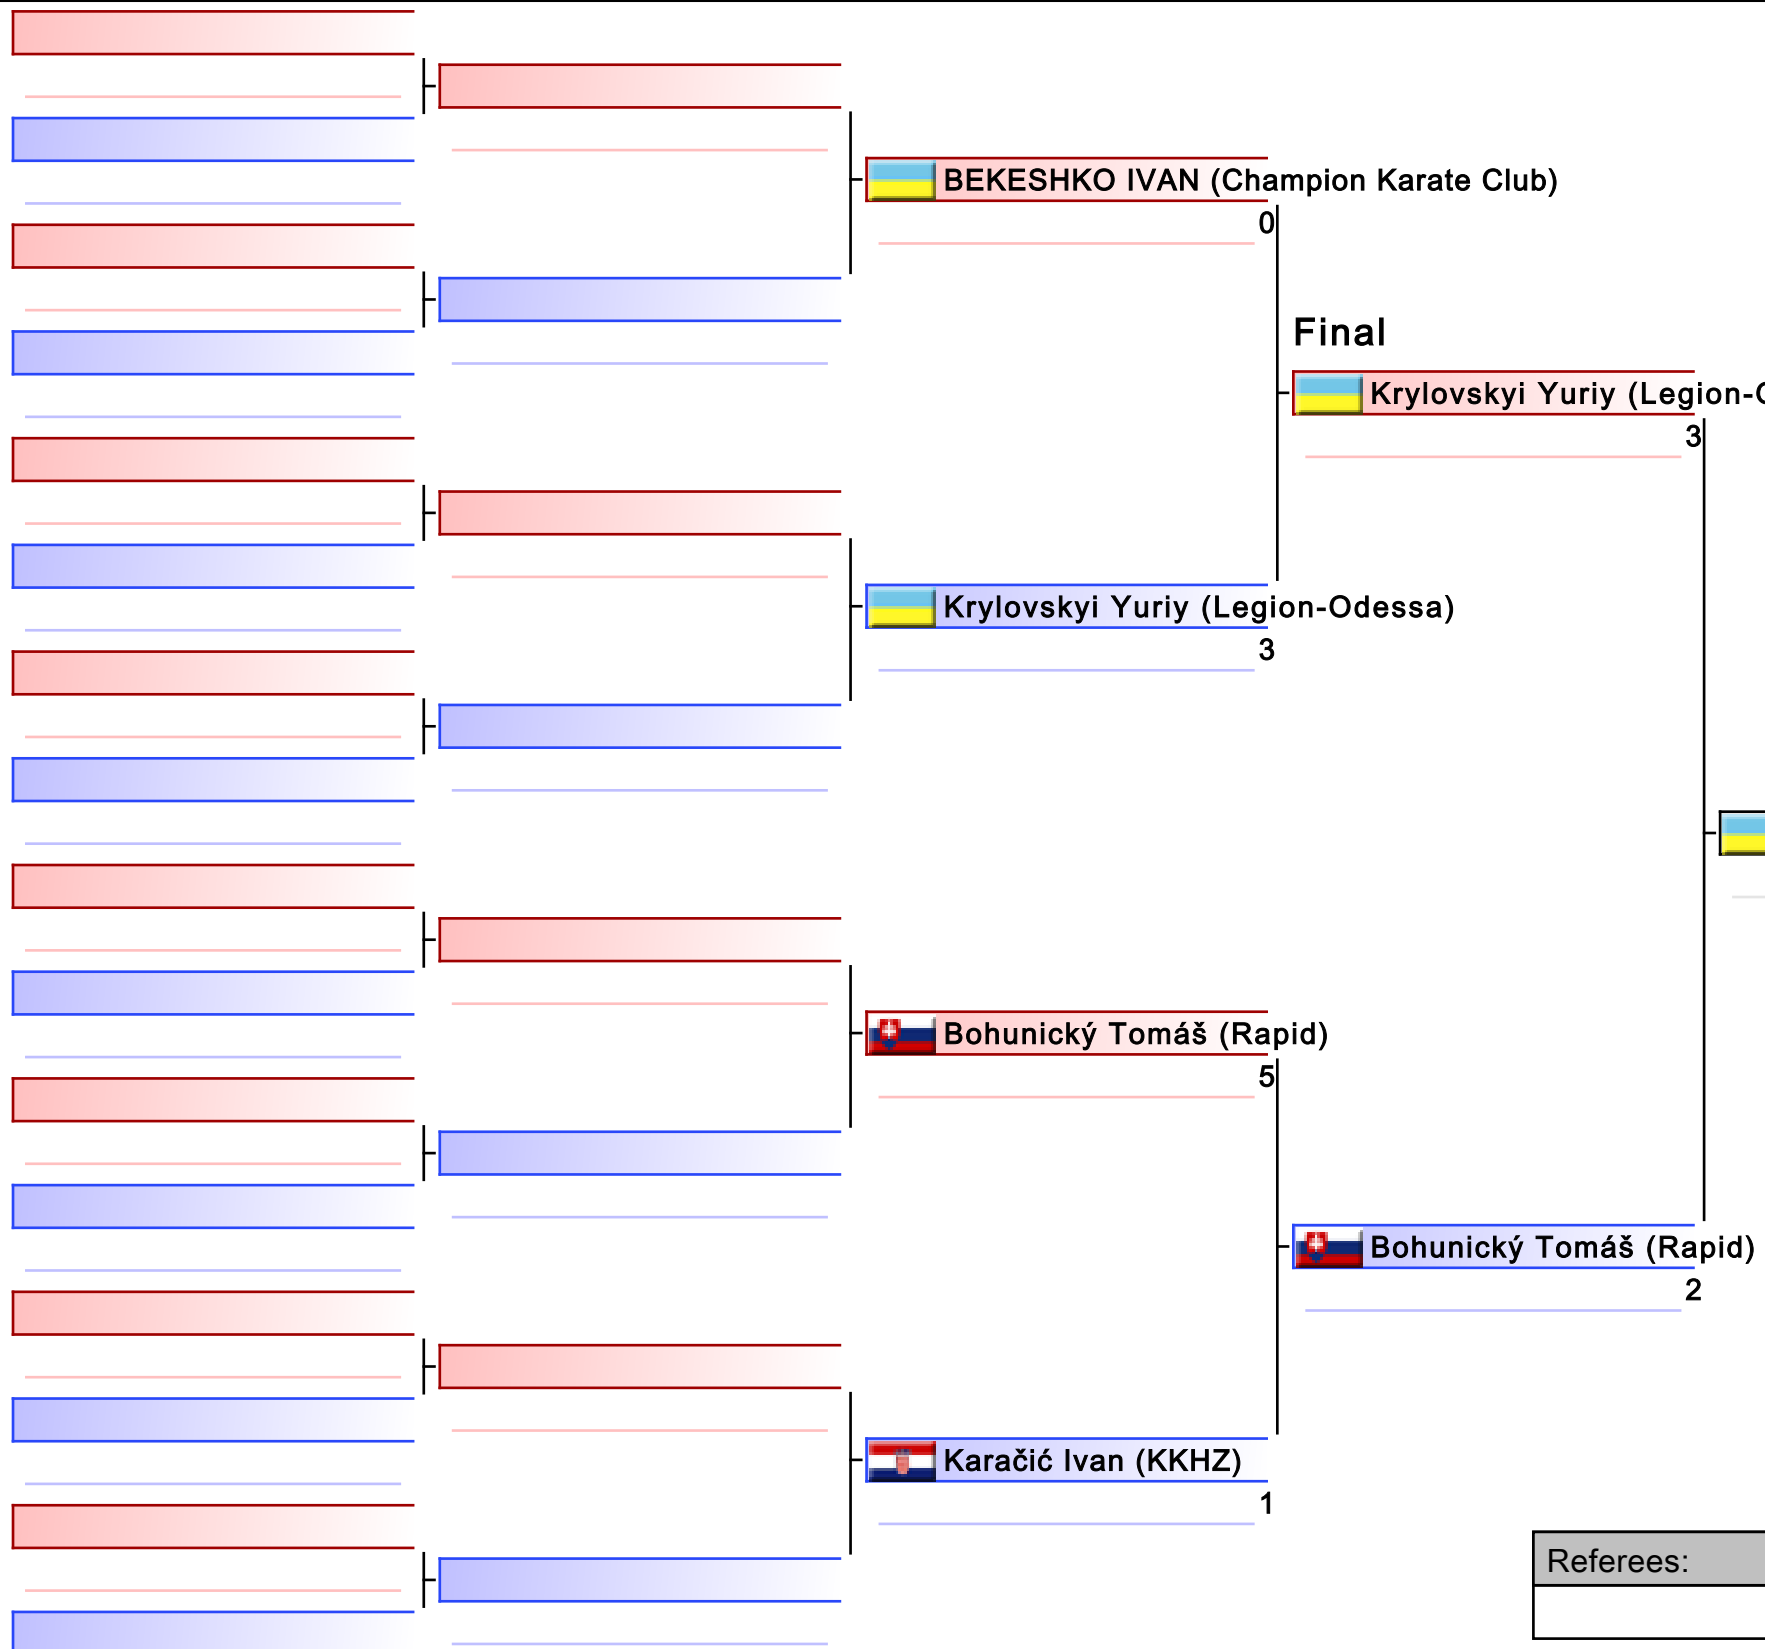 BEKESHKO IVAN (Champion Karate Club)
0
Final
Krylovskyi Yuriy (Legion-
3
Krylovskyi Yuriy (Legion-Odessa)
3
Bohunický Tomáš (Rapid)
5
Bohunický Tomáš (Rapid)
2
Karačić Ivan (KKHZ)
1
Referees: